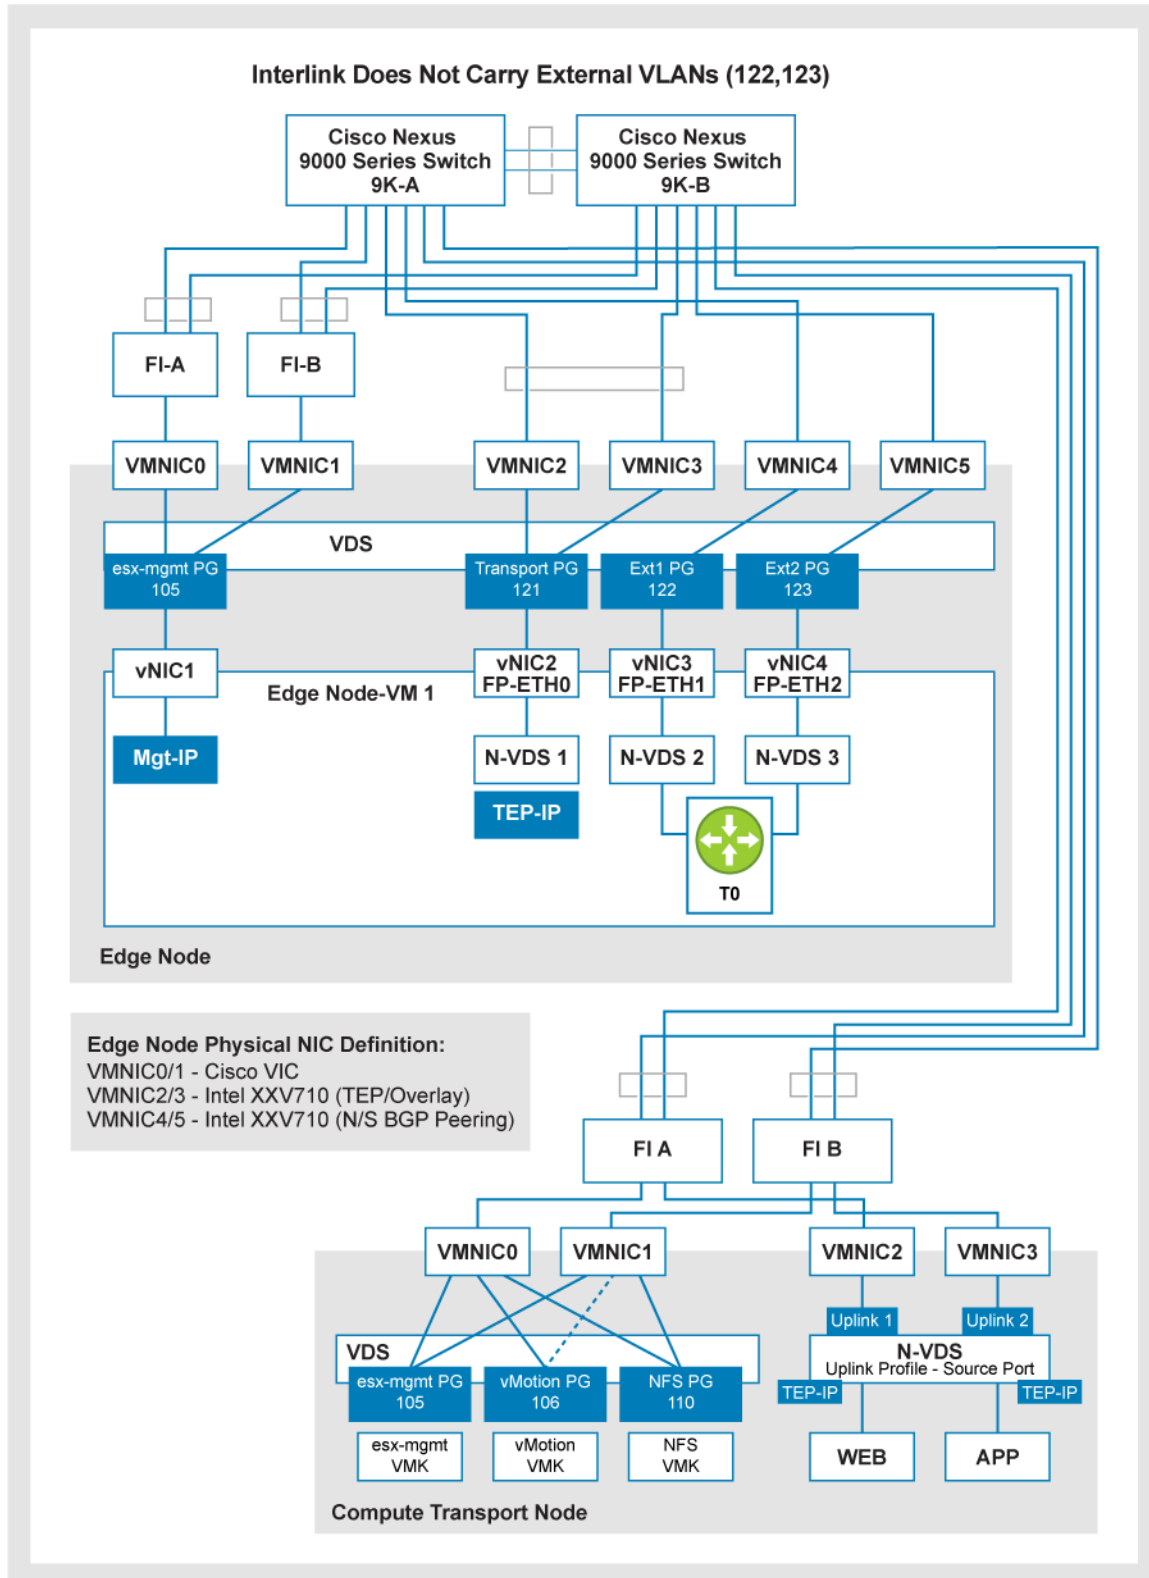 Interlink Does Not Carry External VLANs (122,123)
Cisco Nexus
9000 Series Switch
9K-A
Cisco Nexus
9000 Series Switch
9K-B
FI-A
FI-B
VMNIC0
VMNIC1
VMNIC2
VMNIC3
VMNIC4
VMNIC5
VDS
esx-mgmt PG
105
Transport PG
121
Ext1 PG
122
Ext2 PG
123
vNIC1
vNIC2
FP-ETH0
vNIC3
FP-ETH1
vNIC4
FP-ETH2
Edge Node-VM 1
Mgt-IP
N-VDS 1
N-VDS 2
N-VDS 3
TEP-IP
T0
Edge Node
Edge Node Physical NIC Definition:
VMNIC0/1 - Cisco VIC
VMNIC2/3 - Intel XXV710 (TEP/Overlay)
VMNIC4/5 - Intel XXV710 (N/S BGP Peering)
FI A
FI B
VMNIC0
VMNIC1
VMNIC2
VMNIC3
Uplink 1
Uplink 2
VDS
N-VDS
Uplink Profile - Source Port
esx-mgmt PG
105
vMotion PG
106
NFS PG
110
TEP-IP
TEP-IP
esx-mgmt
VMK
vMotion
VMK
NFS
VMK
WEB
APP
Compute Transport Node